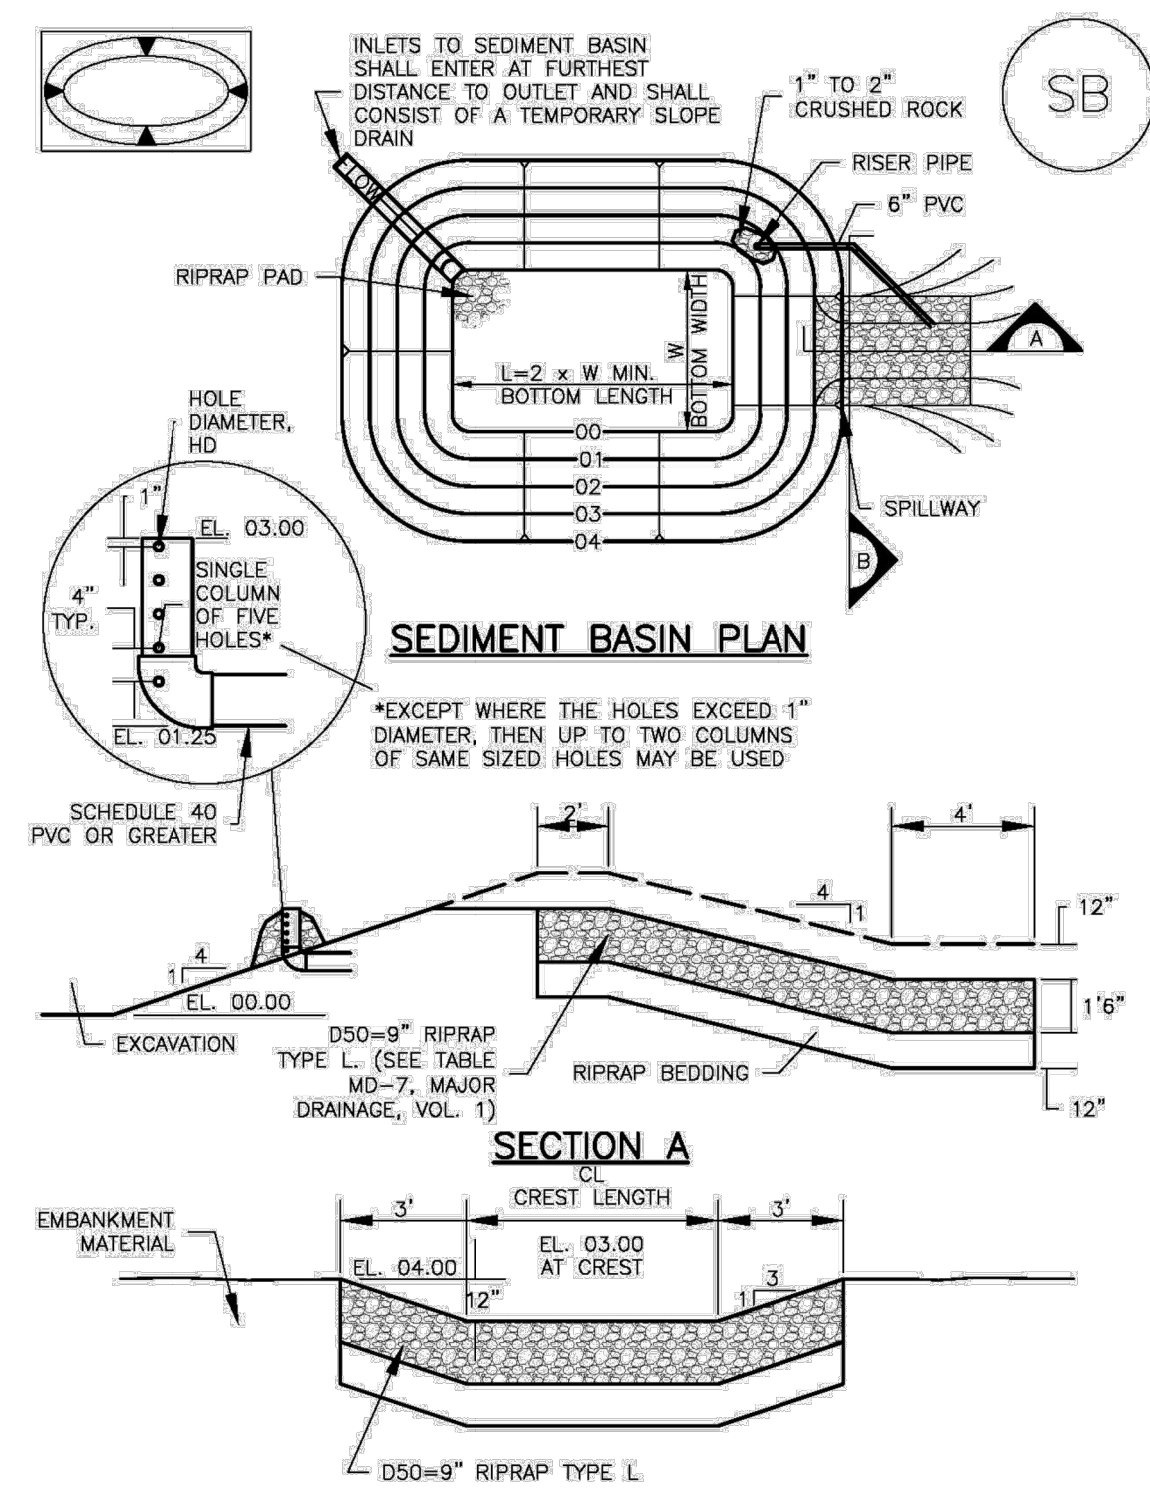 INLETS TO SEDIMENT BASIN
SHALL ENTER AT FURTHEST
DISTANCE TO OUTLET AND SHALL
CONSIST OF A TEMPORARY SLOPE
DRAIN
1" TO 2"
CRUSHED ROCK
SB
RISER PIPE
6" PVC
FLOW
RIPRAP PAD
W
BOTTOM WIDTH
L=2 x W MIN.
BOTTOM LENGTH
A
00
01
02
03
04
SPILLWAY
B
HOLE
DIAMETER,
HD
1"
EL. 03.00
4"
TYP.
SINGLE
COLUMN
OF FIVE
HOLES*
EL. 01.25
SEDIMENT BASIN PLAN
*EXCEPT WHERE THE HOLES EXCEED 1"
DIAMETER, THEN UP TO TWO COLUMNS
OF SAME SIZED HOLES MAY BE USED
SCHEDULE 40
PVC OR GREATER
2'
4'
4
1
12"
4
1
EL. 00.00
1'6"
EXCAVATION
D50=9" RIPRAP
TYPE L. (SEE TABLE
MD-7, MAJOR
DRAINAGE, VOL. 1)
RIPRAP BEDDING
12"
SECTION A
CL
CREST LENGTH
3'
3'
EMBANKMENT
MATERIAL
EL. 04.00
EL. 03.00
AT CREST
12"
3
1
D50=9" RIPRAP TYPE L